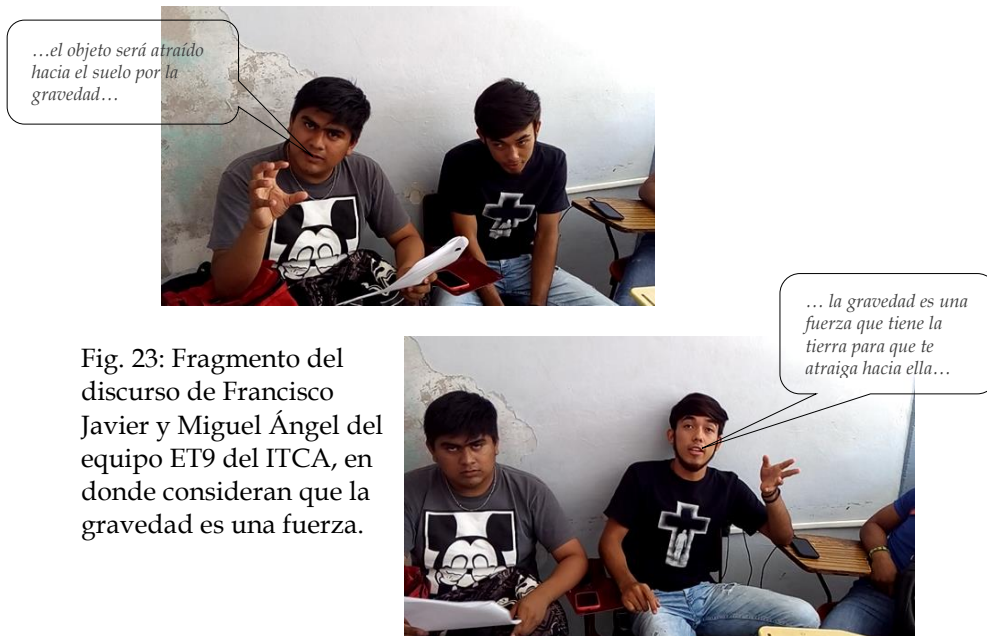 …el objeto será atraído
hacia el suelo por la
gravedad…
… la gravedad es una
fuerza que tiene la
tierra para que te
atraiga hacia ella…
Fig. 23: Fragmento del
discurso de Francisco
Javier y Miguel Ángel del
equipo ET9 del ITCA, en
donde consideran que la
gravedad es una fuerza.